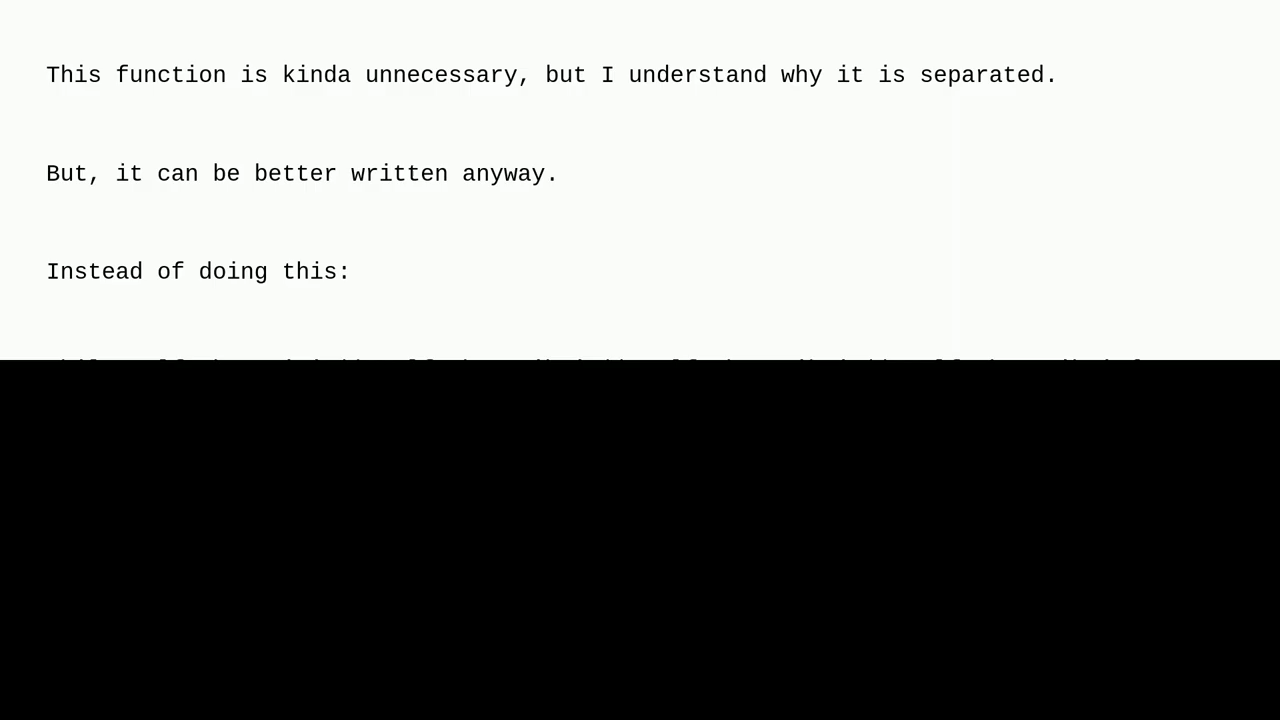 This function is kinda unnecessary, but I understand why it is separated.
But, it can be better written anyway.
Instead of doing this: